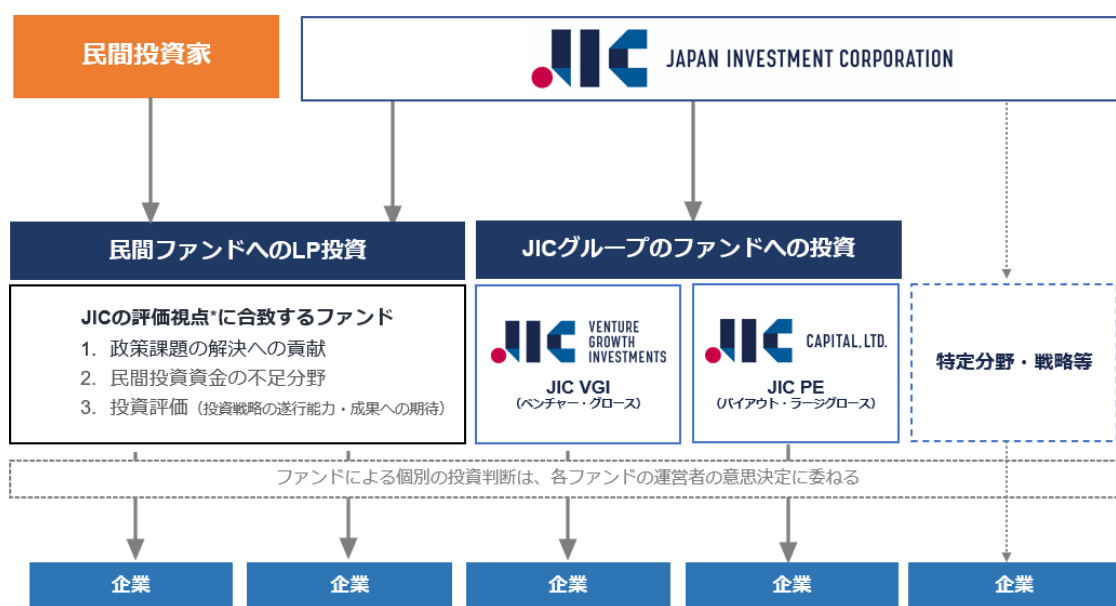 民間投資家
JIC JAPAN INVESTMENT CORPORATION
民間ファンドへのLP投資
JICグループのファンドへの投資
JICの評価視点*に合致するファンド
1. 政策課題の解決への貢献
2. 民間投資資金の不足分野
3. 投資評価（投資戦略の遂行能力・成果への期待）
JIC VENTURE
GROWTH
INVESTMENTS
JIC VGI
（ベンチャー・グロース）
JIC CAPITAL, LTD.
JIC PE
（バイアウト・ラージグロース）
特定分野・戦略等
ファンドによる個別の投資判断は、各ファンドの運営者の意思決定に委ねる
企業
企業
企業
企業
企業